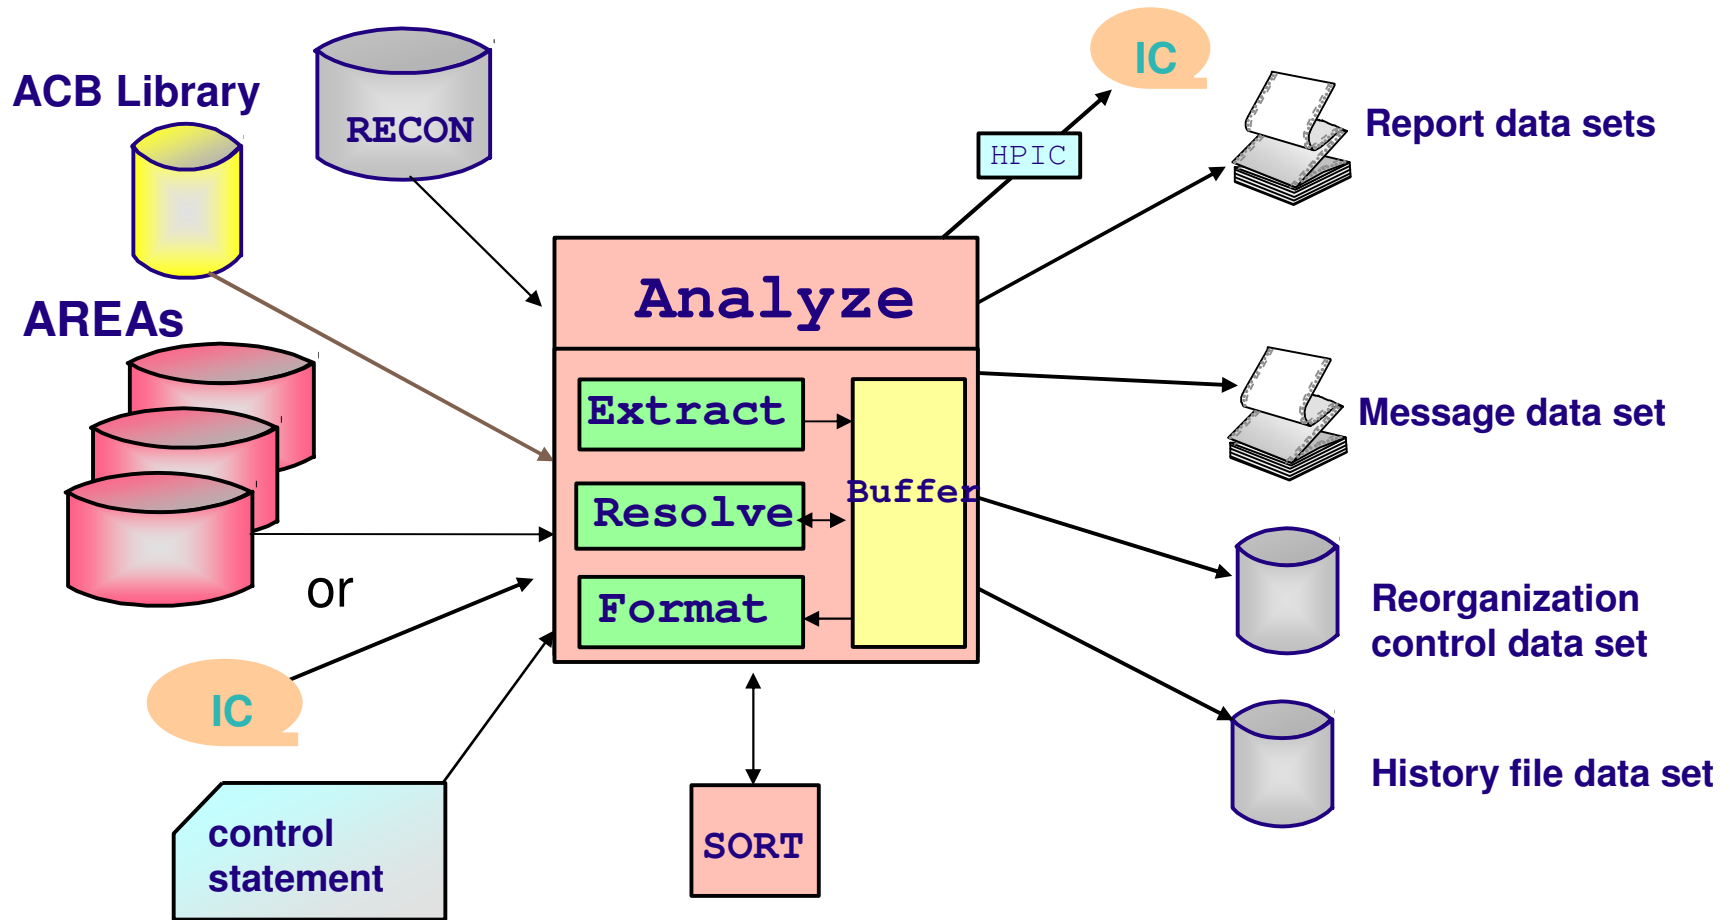 IC
ACB Library
RECON
Report data sets
HPIC
Analyze
AREAs
Extract
Message data set
Buffer
Resolve
or
Format
Reorganization
control data set
IC
History file data set
control
statement
SORT